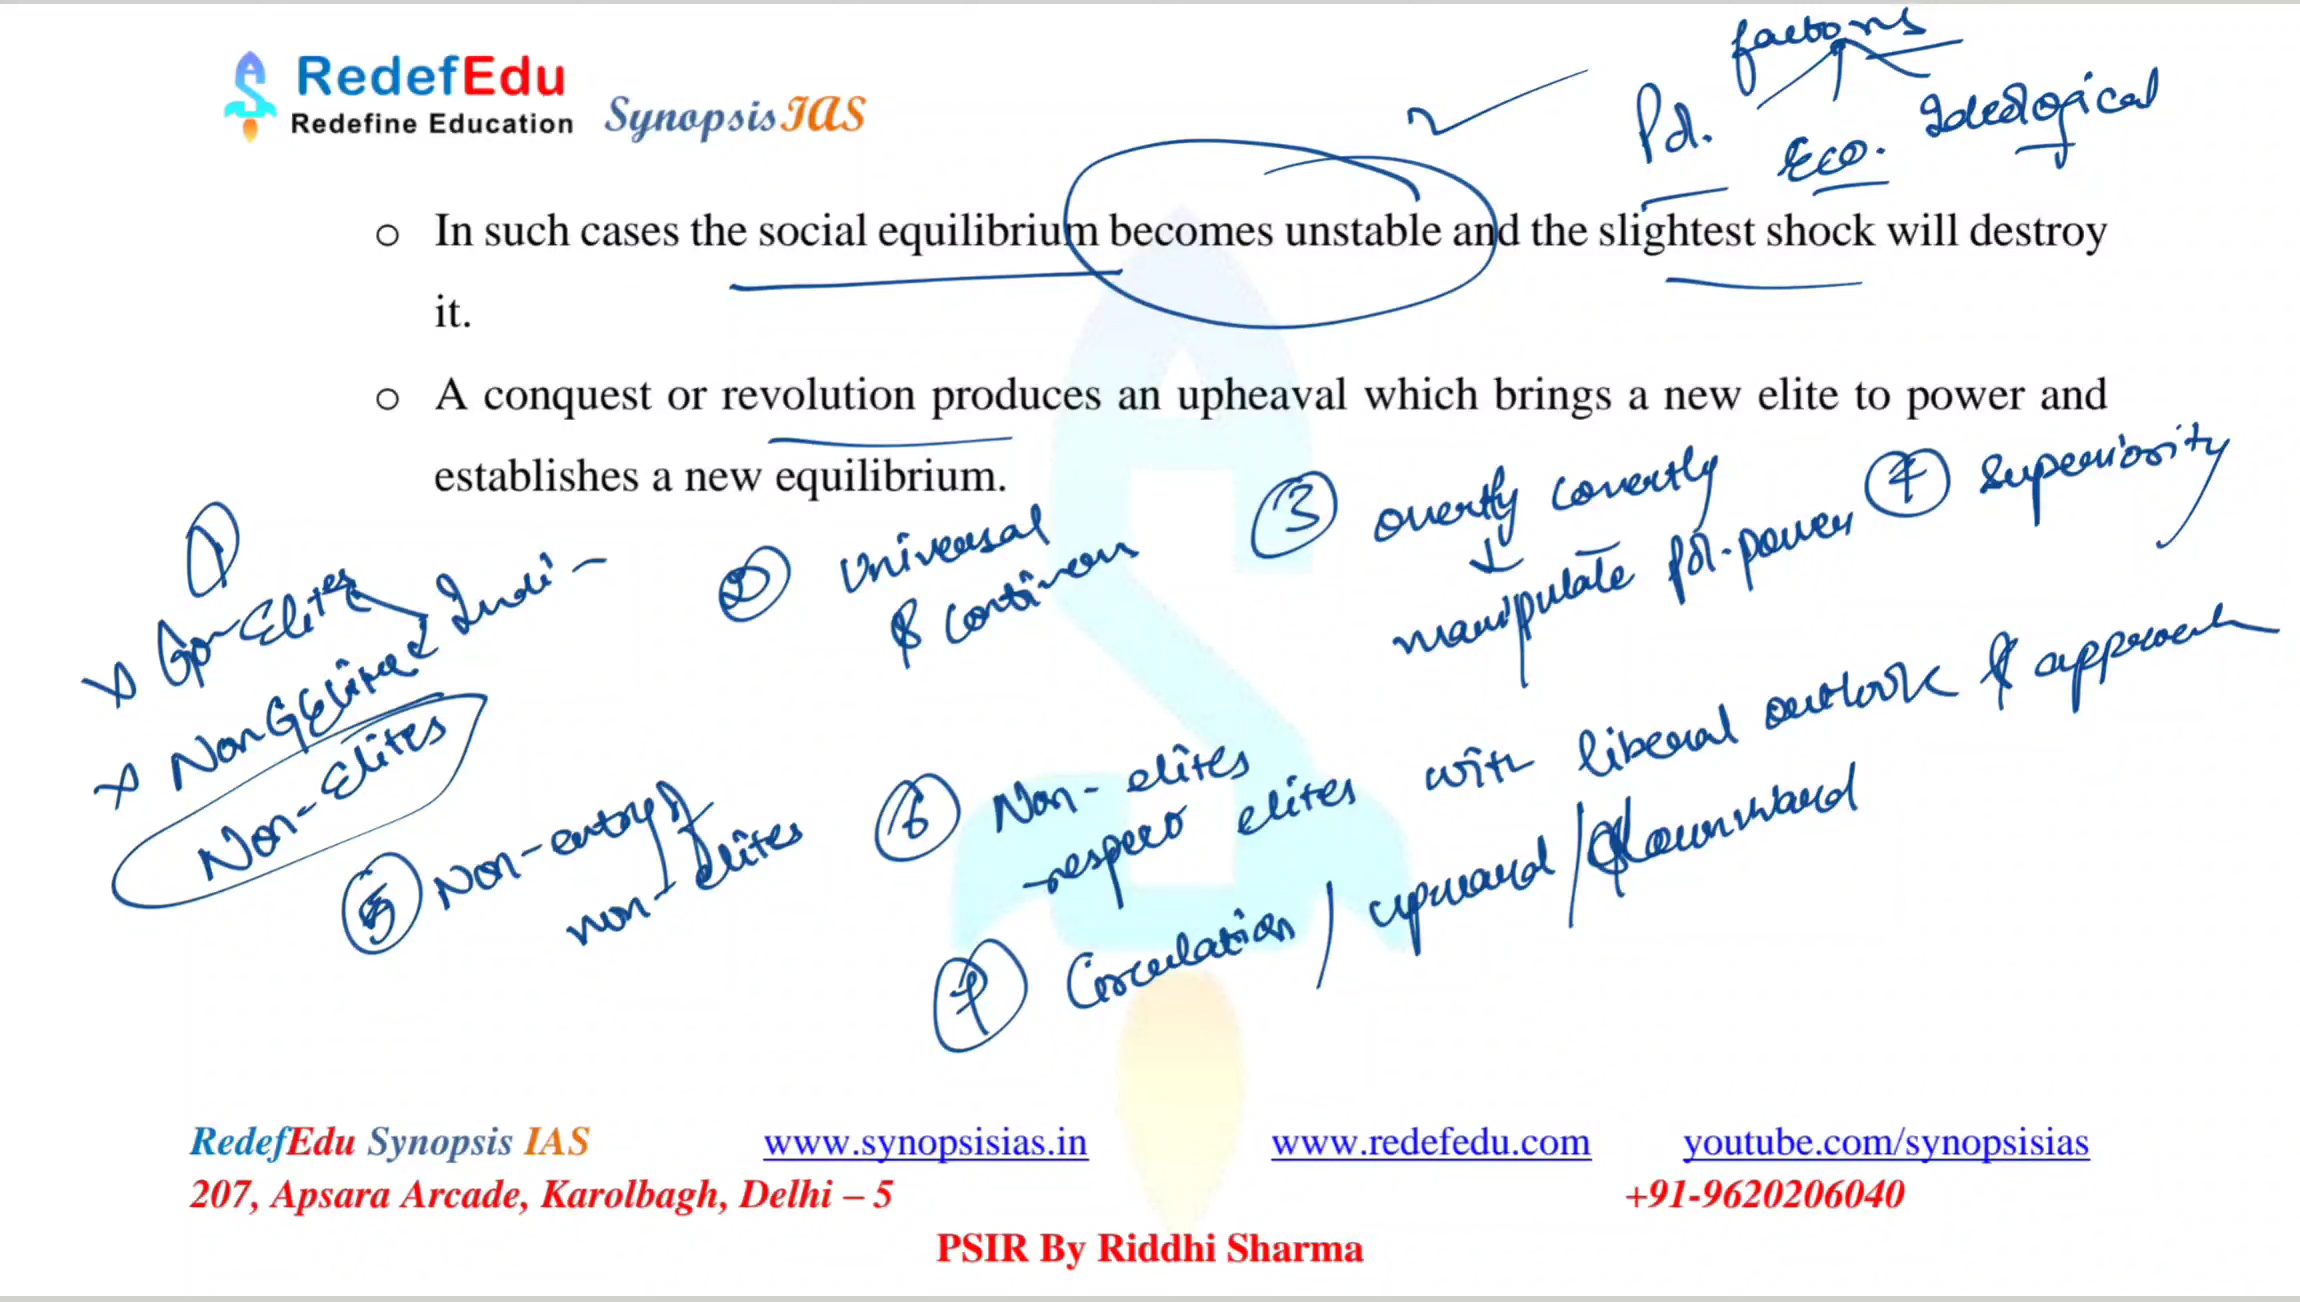 RedefEdu
Redefine Education
Synopsis IAS
factors
Pol.
Eco.
Ideological
o In such cases the social equilibrium becomes unstable and the slightest shock will destroy
it.
o A conquest or revolution produces an upheaval which brings a new elite to power and
establishes a new equilibrium.
1
Gov Elites
Indi -
Non G Elites
Non-Elites
2 Universal
& continous
3 overtly covertly
manipulate pol. power
4 Superiority
5 Non-entry of
non-elites
6 Non-elites
respect elites with liberal outlook & approach
7 Circulation / upward / downward
RedefEdu Synopsis IAS www.synopsisias.in www.redefedu.com youtube.com/synopsisias
207, Apsara Arcade, Karolbagh, Delhi – 5 +91-9620206040
PSIR By Riddhi Sharma